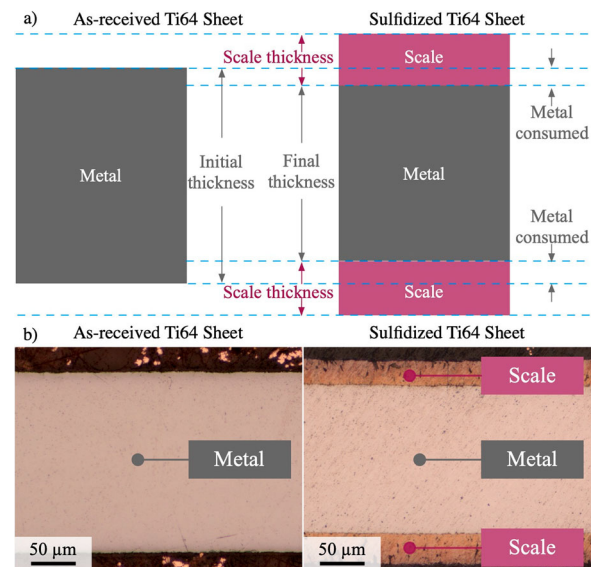 a)
As-received Ti64 Sheet
Sulfidized Ti64 Sheet
Scale thickness
Scale
Metal
Initial
thickness
Final
thickness
Metal
Metal
consumed
Metal
consumed
Scale thickness
Scale
b)
As-received Ti64 Sheet
Sulfidized Ti64 Sheet
Scale
Metal
Metal
50 µm
50 µm
Scale